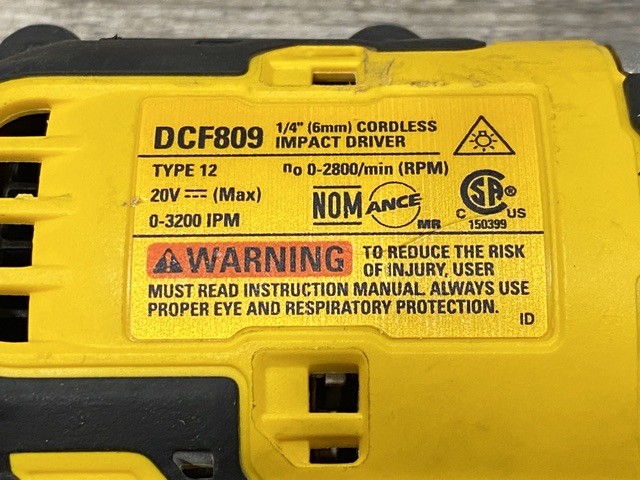 DCF809 1/4" (6mm) CORDLESS
IMPACT DRIVER
TYPE 12 no 0-2800/min (RPM)
20V ⎓ (Max)
0-3200 IPM
NOM ANCE MR
CSA ®
C US
150399
WARNING TO REDUCE THE RISK
OF INJURY, USER
MUST READ INSTRUCTION MANUAL. ALWAYS USE
PROPER EYE AND RESPIRATORY PROTECTION.
ID